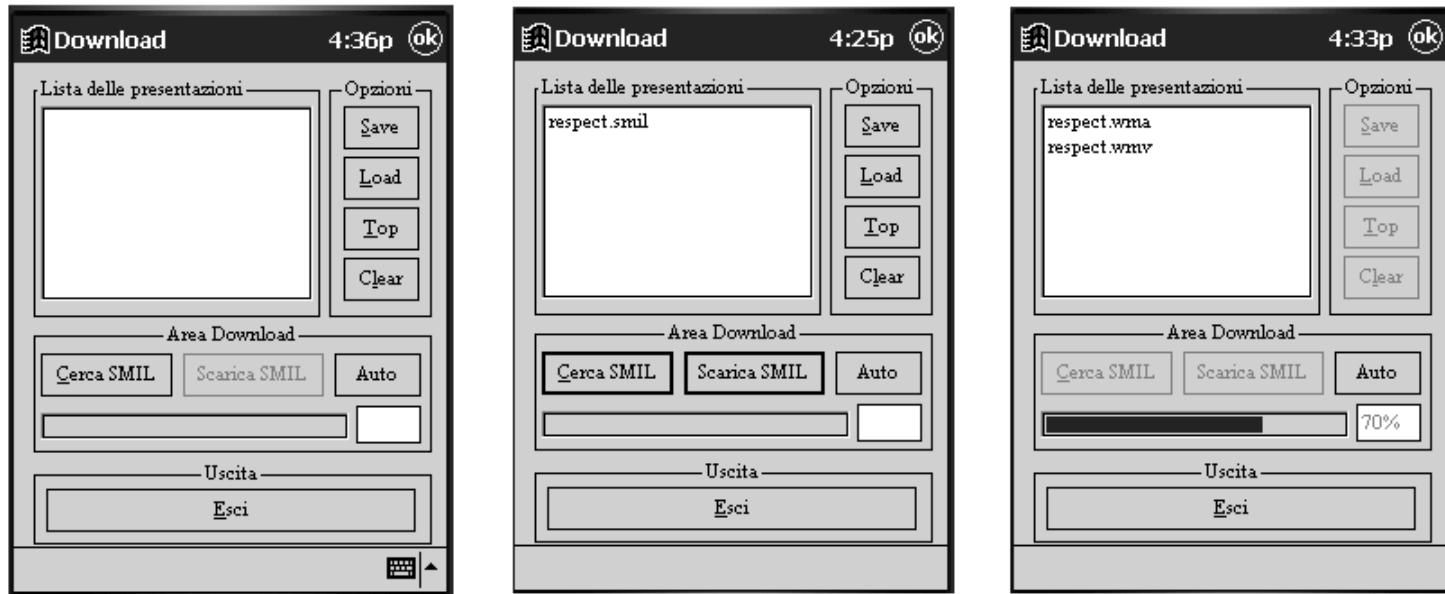 Download 4:36p ok
Lista delle presentazioni
Opzioni
Save
Load
Top
Clear
Area Download
Cerca SMIL Scarica SMIL Auto
Uscita
Esci
Download 4:25p ok
Lista delle presentazioni
respect.smil
Opzioni
Save
Load
Top
Clear
Area Download
Cerca SMIL Scarica SMIL Auto
Uscita
Esci
Download 4:33p ok
Lista delle presentazioni
respect.wma
respect.wmv
Opzioni
Save
Load
Top
Clear
Area Download
Cerca SMIL Scarica SMIL Auto
70%
Uscita
Esci